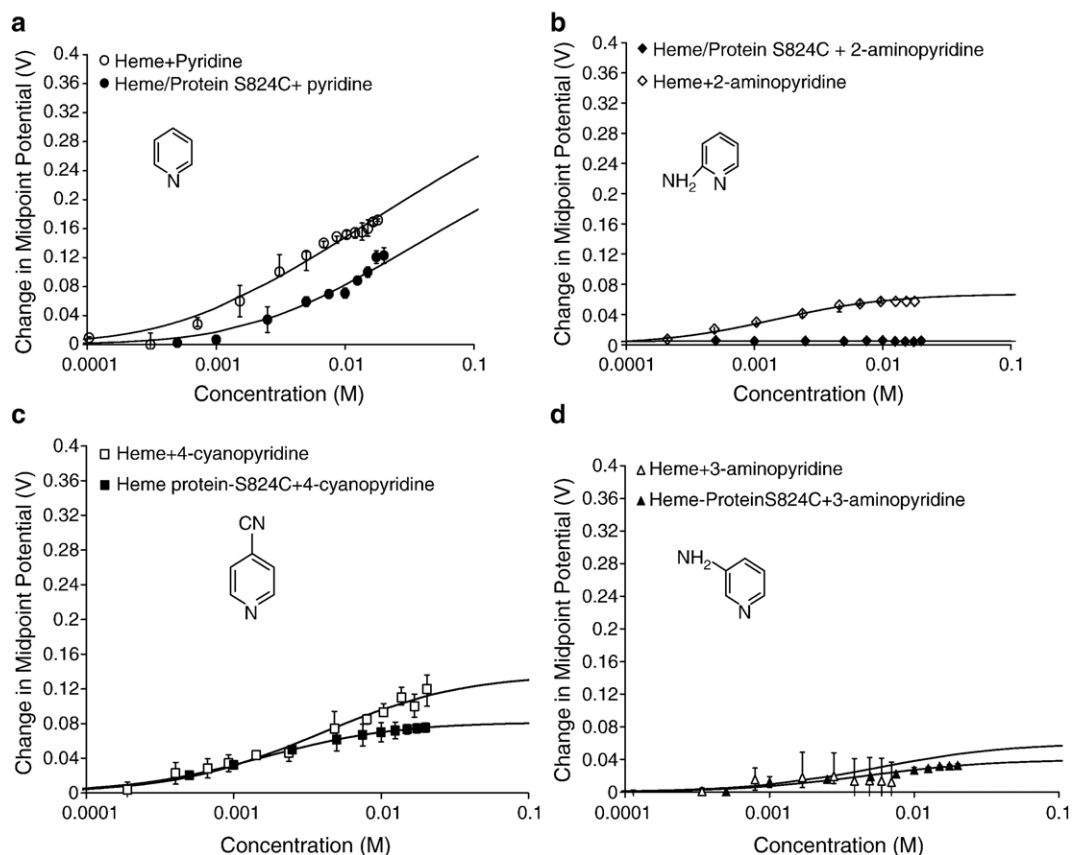 a
Change in Midpoint Potential (V)
0.4
0.36
0.32
0.28
0.24
0.2
0.16
0.12
0.08
0.04
0
Heme+Pyridine
Heme/Protein S824C+ pyridine
N
0.0001
0.001
0.01
0.1
Concentration (M)
b
Change in Midpoint Potential (V)
0.4
0.36
0.32
0.28
0.24
0.2
0.16
0.12
0.08
0.04
0
Heme/Protein S824C + 2-aminopyridine
Heme+2-aminopyridine
NH2
N
0.0001
0.001
0.01
0.1
Concentration (M)
c
Change in Midpoint Potential (V)
0.4
0.36
0.32
0.28
0.24
0.2
0.16
0.12
0.08
0.04
0
Heme+4-cyanopyridine
Heme protein-S824C+4-cyanopyridine
CN
N
0.0001
0.001
0.01
0.1
Concentration (M)
d
Change in Midpoint Potential (V)
0.4
0.36
0.32
0.28
0.24
0.2
0.16
0.12
0.08
0.04
0
Heme+3-aminopyridine
Heme-ProteinS824C+3-aminopyridine
NH2
N
0.0001
0.001
0.01
0.1
Concentration (M)